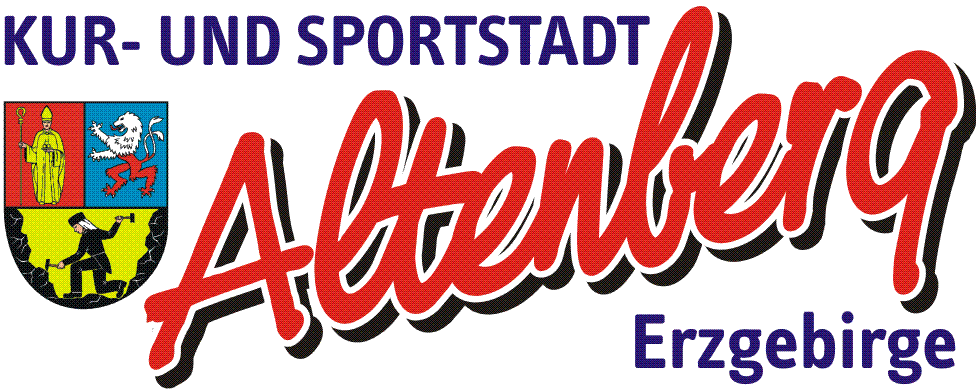 KUR- UND SPORTSTADT
Altenberg
Erzgebirge